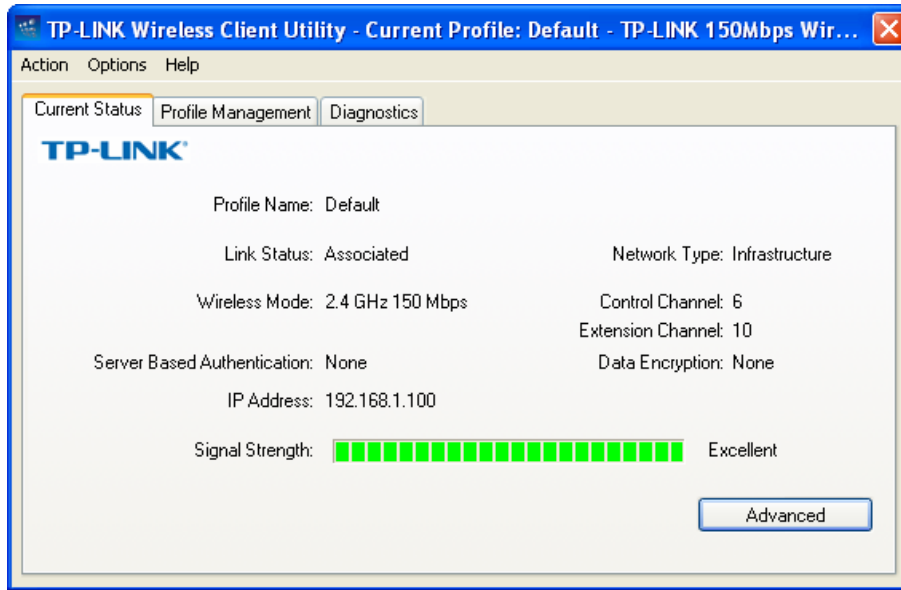 TP-LINK Wireless Client Utility - Current Profile: Default - TP-LINK 150Mbps Wir...
Action Options Help
Current Status Profile Management Diagnostics
TP-LINK®
Profile Name: Default
Link Status: Associated Network Type: Infrastructure
Wireless Mode: 2.4 GHz 150 Mbps Control Channel: 6
Extension Channel: 10
Server Based Authentication: None Data Encryption: None
IP Address: 192.168.1.100
Signal Strength: Excellent
Advanced